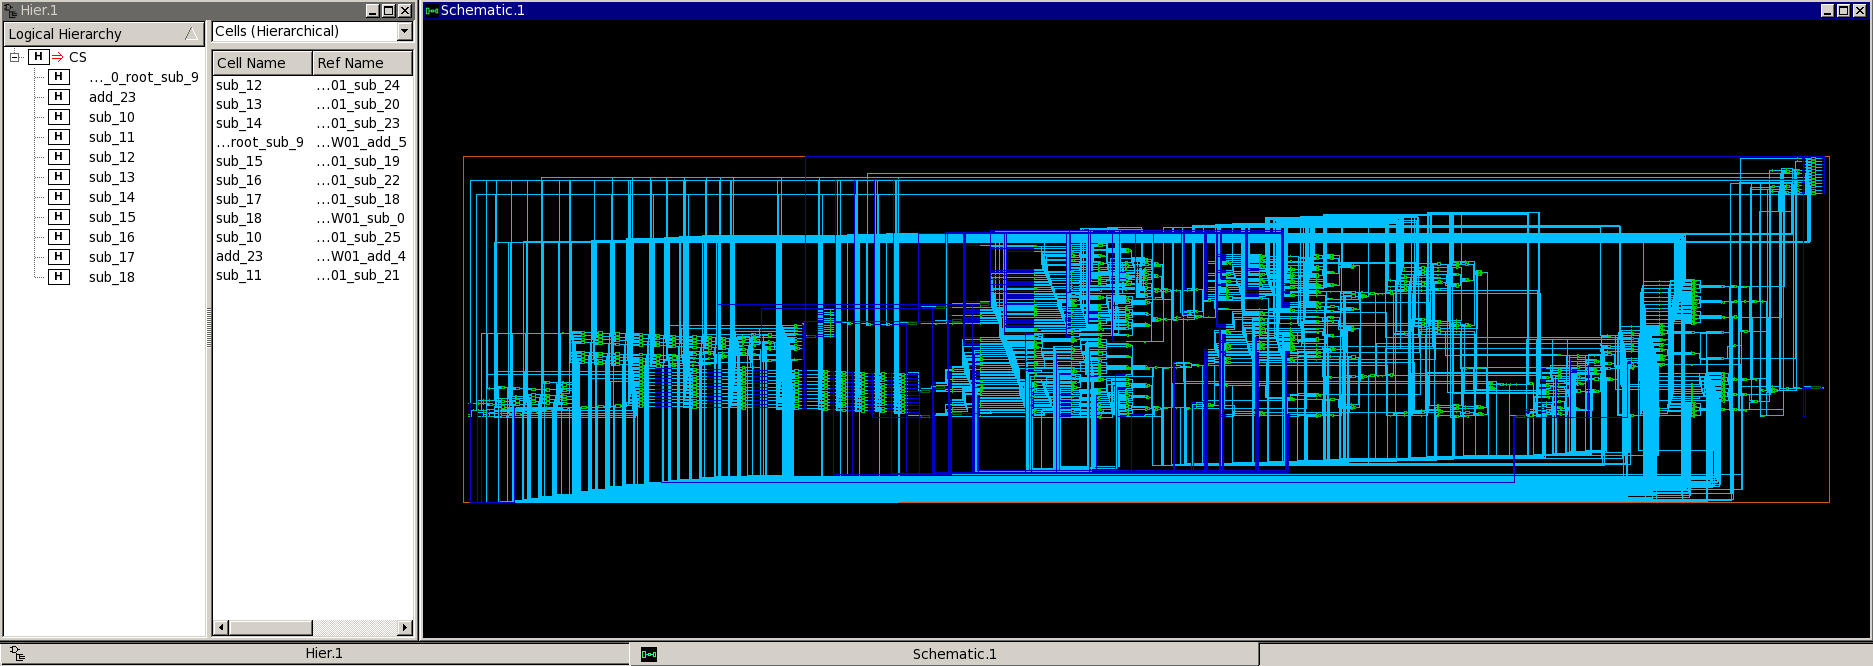 Hier.1
Logical Hierarchy
CS
..._0_root_sub_9
add_23
sub_10
sub_11
sub_12
sub_13
sub_14
sub_15
sub_16
sub_17
sub_18
Cells (Hierarchical)
Cell Name Ref Name
sub_12 ...01_sub_24
sub_13 ...01_sub_20
sub_14 ...01_sub_23
...root_sub_9 ...W01_add_5
sub_15 ...01_sub_19
sub_16 ...01_sub_22
sub_17 ...01_sub_18
sub_18 ...W01_sub_0
sub_10 ...01_sub_25
add_23 ...W01_add_4
sub_11 ...01_sub_21
Schematic.1
Hier.1
Schematic.1